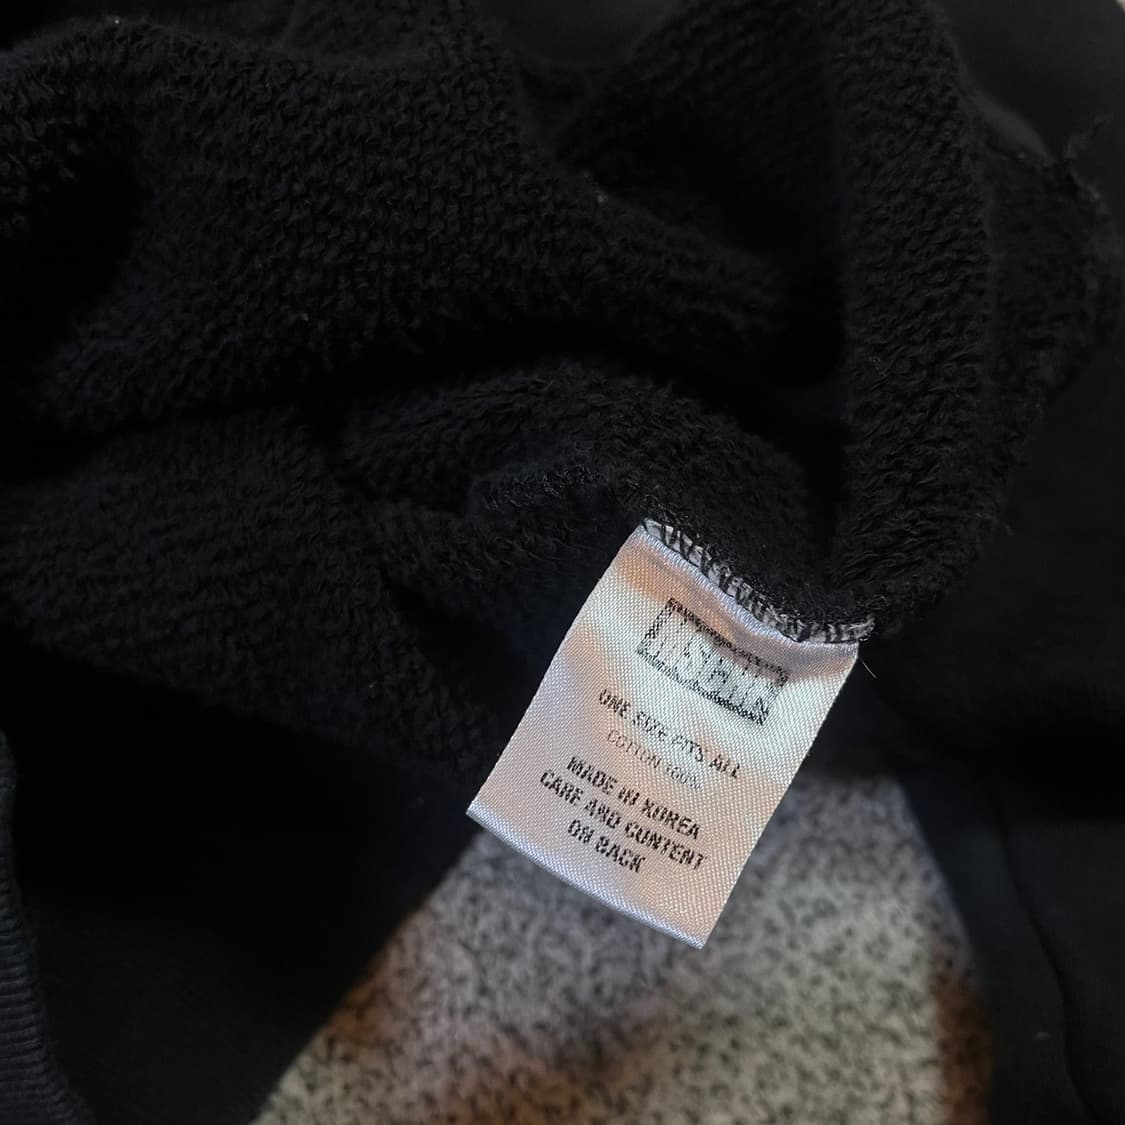 ONE SIZE FITS ALL
COTTON 100%
MADE IN KOREA
CARE AND CONTENT
ON BACK